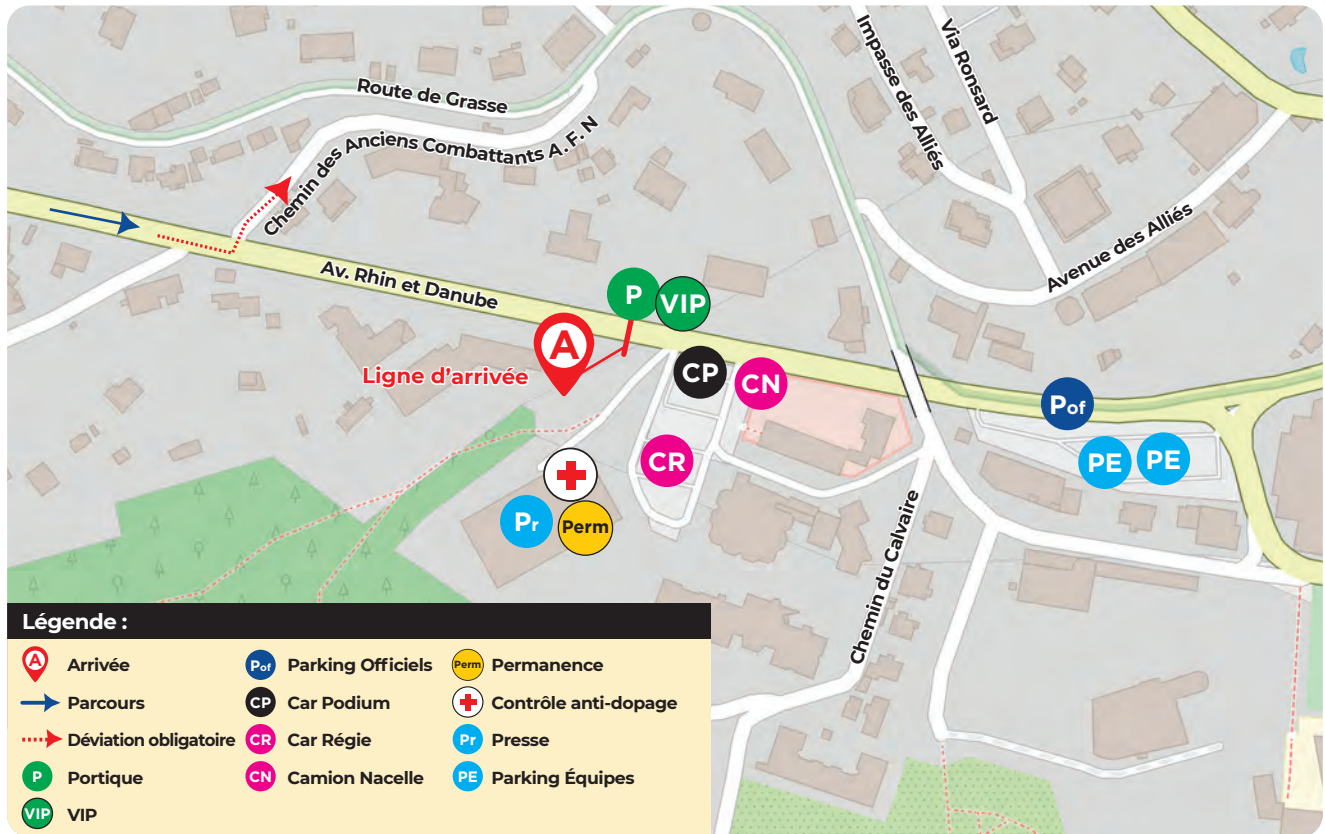 Route de Grasse
Chemin des Anciens Combattants A. F. N
Impasse des Alliés
Via Ronsard
Avenue des Alliés
Av. Rhin et Danube
P
VIP
A
Ligne d'arrivée
CP
CN
Pof
CR
PE
PE
Pr
Perm
Chemin du Calvaire
Légende :
A Arrivée
Parcours
Déviation obligatoire
P Portique
VIP VIP
Pof Parking Officiels
CP Car Podium
CR Car Régie
CN Camion Nacelle
Perm Permanence
Contrôle anti-dopage
Pr Presse
PE Parking Équipes